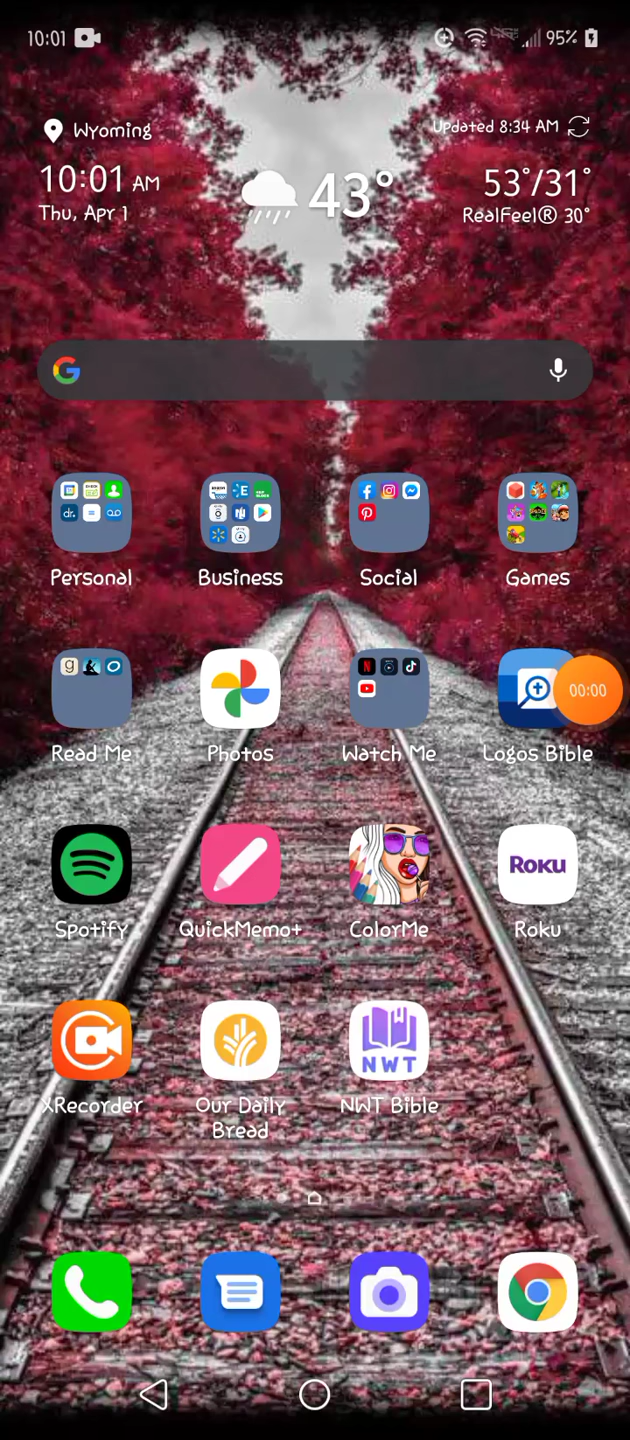 10:01
95%
Wyoming
Updated 8:34 AM
10:01 AM
43°
53°/31°
Thu, Apr 1
RealFeel® 30°
Personal
Business
Social
Games
Read Me
Photos
Watch Me
Logos Bible
00:00
Roku
Spotify
QuickMemo+
ColorMe
Roku
NWT
XRecorder
Our Daily
Bread
NWT Bible